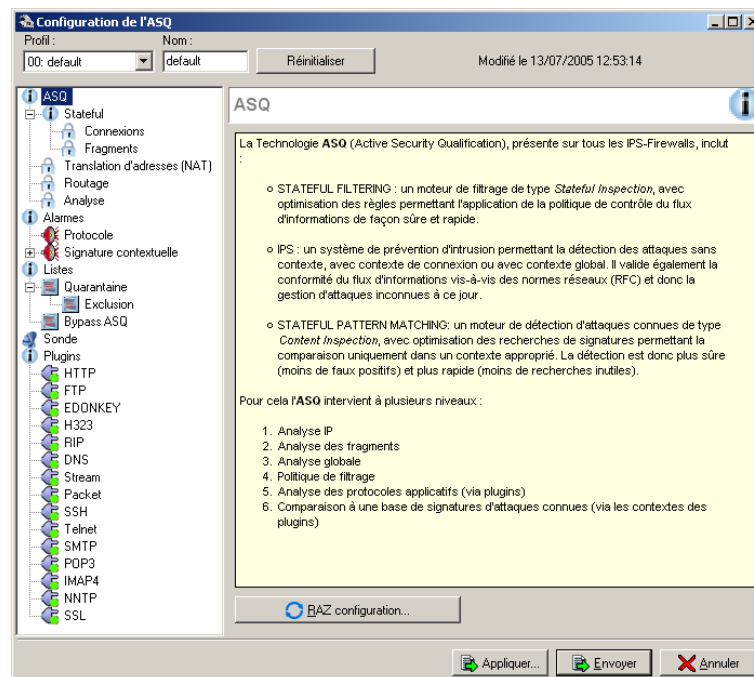 Configuration de l'ASQ
Profil :
Nom :
00: default
default
Réinitialiser
Modifié le 13/07/2005 12:53:14
ASQ
Stateful
Connexions
Fragments
Translation d'adresses (NAT)
Routage
Analyse
Alarmes
Protocole
Signature contextuelle
Listes
Quarantaine
Exclusion
Bypass ASQ
Sonde
Plugins
HTTP
FTP
EDONKEY
H323
RIP
DNS
Stream
Packet
SSH
Telnet
SMTP
POP3
IMAP4
NNTP
SSL
ASQ
La Technologie ASQ (Active Security Qualification), présente sur tous les IPS-Firewalls, inclut
:
STATEFUL FILTERING : un moteur de filtrage de type Stateful Inspection, avec
optimisation des règles permettant l'application de la politique de contrôle du flux
d'informations de façon sûre et rapide.
IPS : un système de prévention d'intrusion permettant la détection des attaques sans
contexte, avec contexte de connexion ou avec contexte global. Il valide également la
conformité du flux d'informations vis-à-vis des normes réseaux (RFC) et donc la
gestion d'attaques inconnues à ce jour.
STATEFUL PATTERN MATCHING: un moteur de détection d'attaques connues de type
Content Inspection, avec optimisation des recherches de signatures permettant la
comparaison uniquement dans un contexte approprié. La détection est donc plus sûre
(moins de faux positifs) et plus rapide (moins de recherches inutiles).
Pour cela l'ASQ intervient à plusieurs niveaux :
1. Analyse IP
2. Analyse des fragments
3. Analyse globale
4. Politique de filtrage
5. Analyse des protocoles applicatifs (via plugins)
6. Comparaison à une base de signatures d'attaques connues (via les contextes des
plugins)
RAZ configuration...
Appliquer...
Envoyer
Annuler